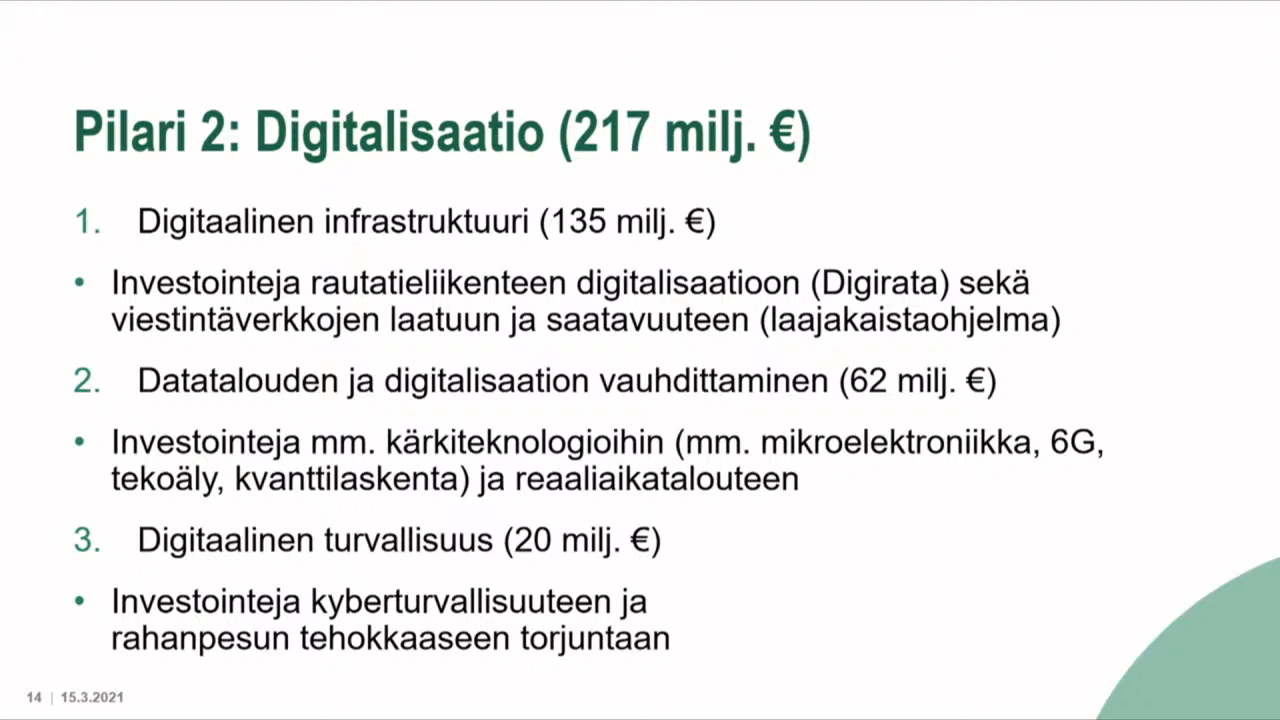 Pilari 2: Digitalisaatio (217 milj. €)
1. Digitaalinen infrastruktuuri (135 milj. €)
• Investointeja rautatieliikenteen digitalisaatioon (Digirata) sekä
viestintäverkkojen laatuun ja saatavuuteen (laajakaistaohjelma)
2. Datatalouden ja digitalisaation vauhdittaminen (62 milj. €)
• Investointeja mm. kärkiteknologioihin (mm. mikroelektroniikka, 6G,
tekoäly, kvanttilaskenta) ja reaaliaikatalouteen
3. Digitaalinen turvallisuus (20 milj. €)
• Investointeja kyberturvallisuuteen ja
rahanpesun tehokkaaseen torjuntaan
14 | 15.3.2021